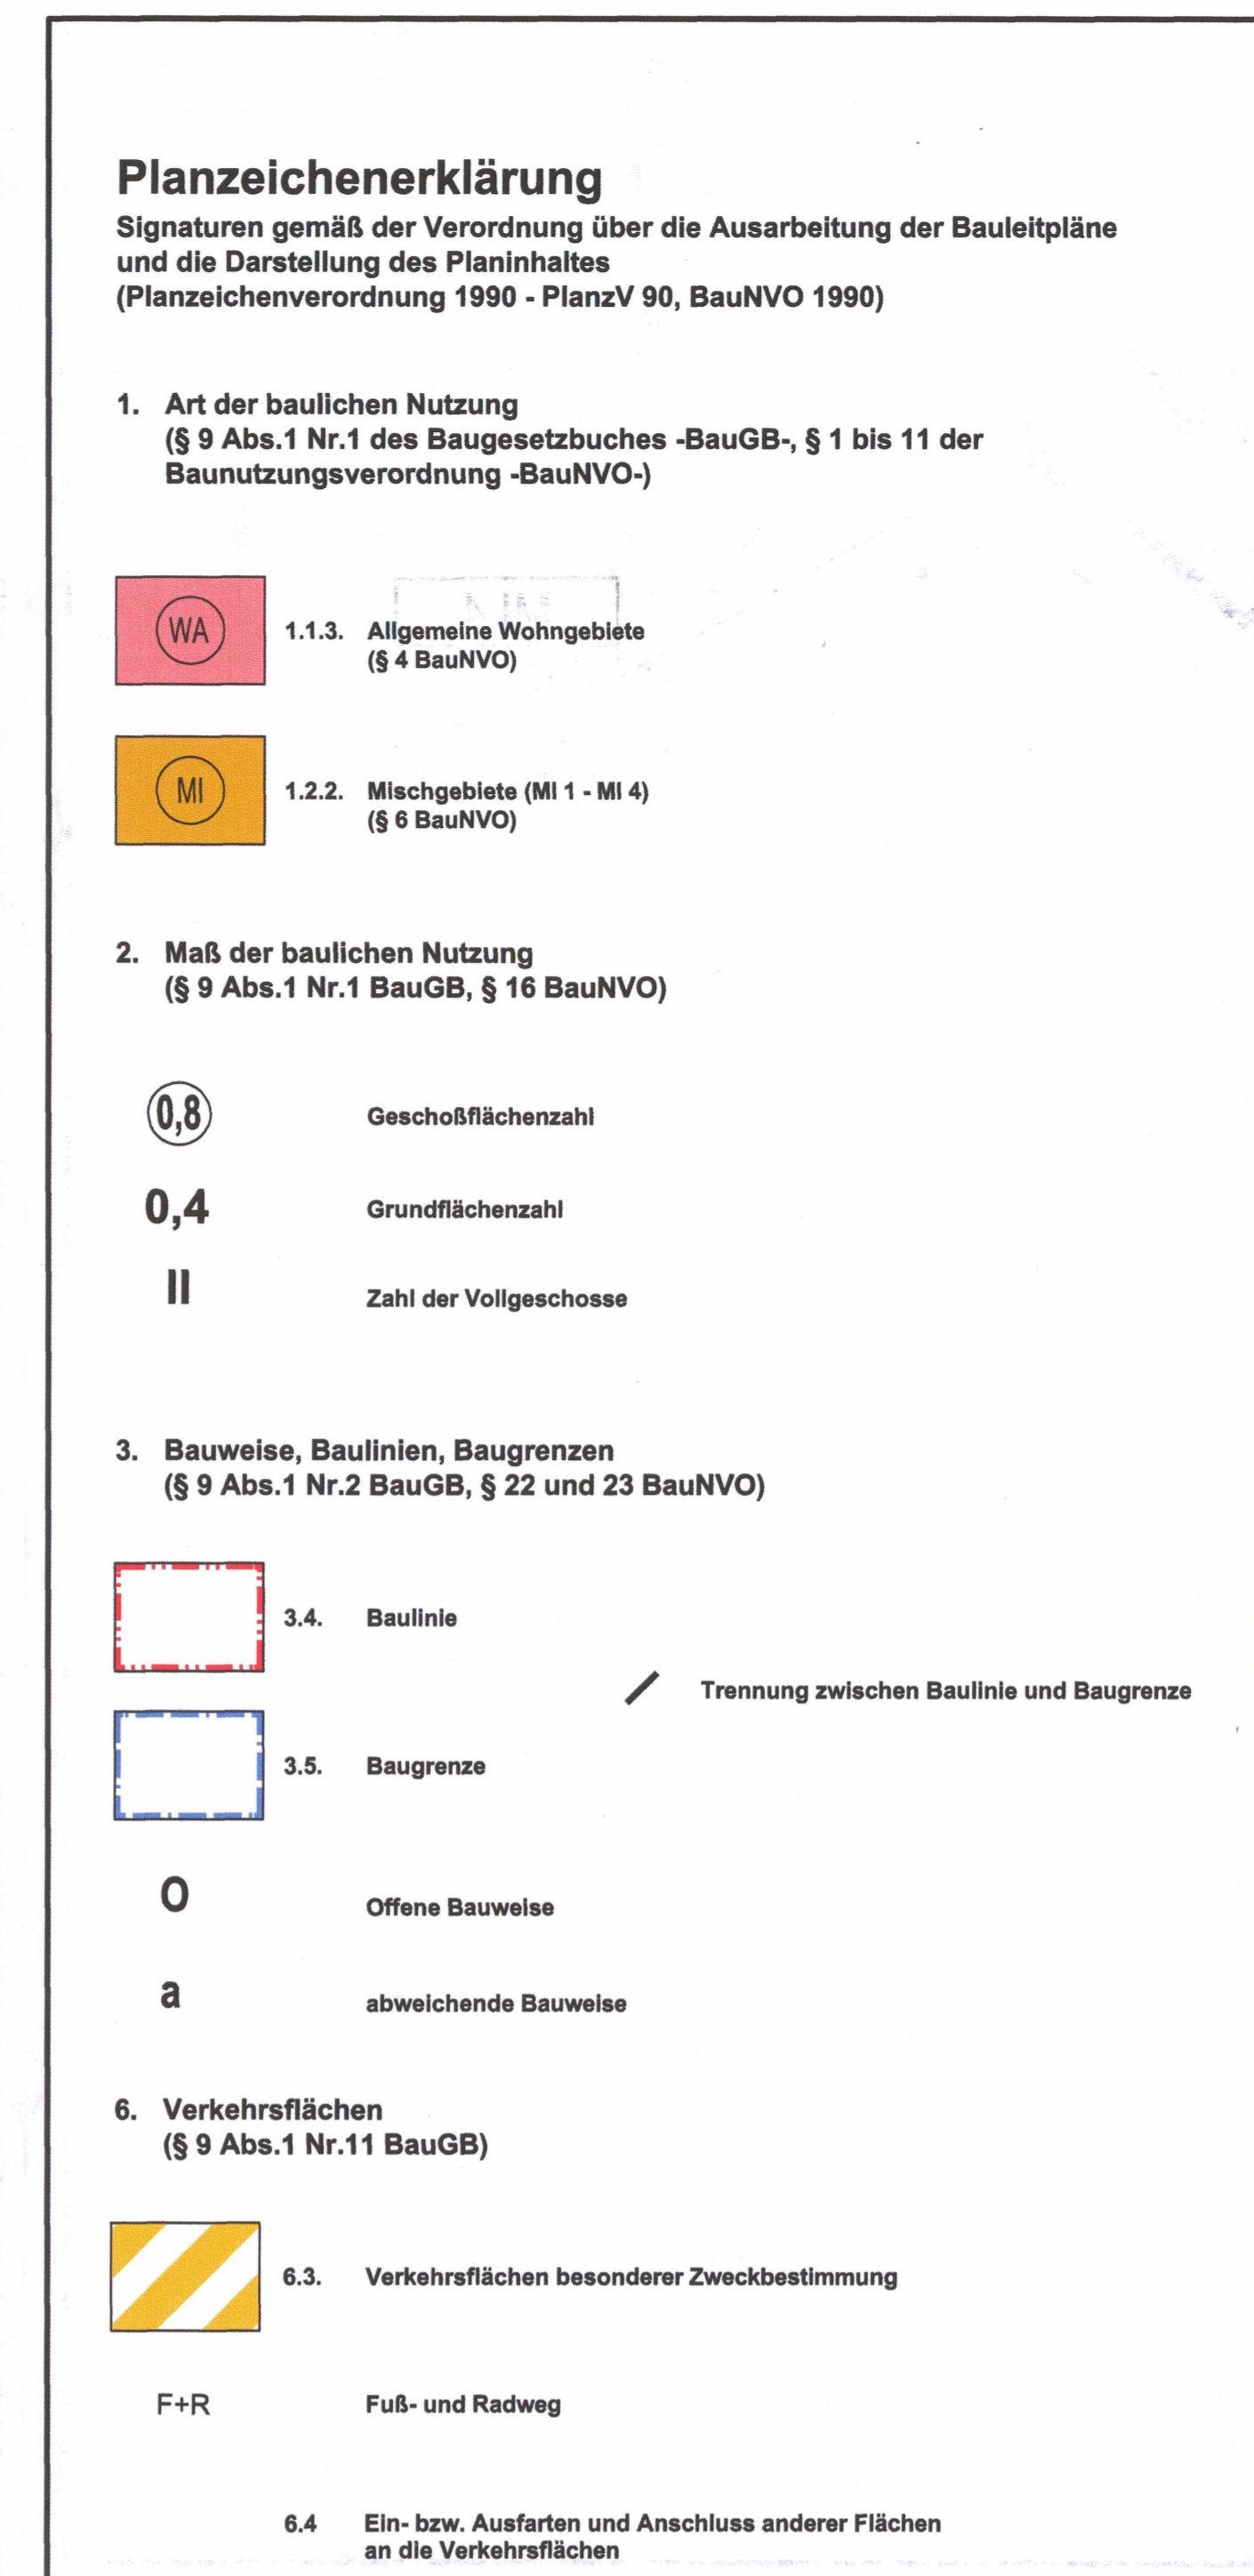 Planzeichenerklärung
Signaturen gemäß der Verordnung über die Ausarbeitung der Bauleitpläne
und die Darstellung des Planinhaltes
(Planzeichenverordnung 1990 - PlanzV 90, BauNVO 1990)
1. Art der baulichen Nutzung
(§ 9 Abs.1 Nr.1 des Baugesetzbuches -BauGB-, § 1 bis 11 der
Baunutzungsverordnung -BauNVO-)
WA 1.1.3. Allgemeine Wohngebiete
(§ 4 BauNVO)
MI 1.2.2. Mischgebiete (MI 1 - MI 4)
(§ 6 BauNVO)
2. Maß der baulichen Nutzung
(§ 9 Abs.1 Nr.1 BauGB, § 16 BauNVO)
0,8 Geschoßflächenzahl
0,4 Grundflächenzahl
II Zahl der Vollgeschosse
3. Bauweise, Baulinien, Baugrenzen
(§ 9 Abs.1 Nr.2 BauGB, § 22 und 23 BauNVO)
3.4. Baulinie
Trennung zwischen Baulinie und Baugrenze
3.5. Baugrenze
O Offene Bauweise
a abweichende Bauweise
6. Verkehrsflächen
(§ 9 Abs.1 Nr.11 BauGB)
6.3. Verkehrsflächen besonderer Zweckbestimmung
F+R Fuß- und Radweg
6.4 Ein- bzw. Ausfarten und Anschluss anderer Flächen
an die Verkehrsflächen